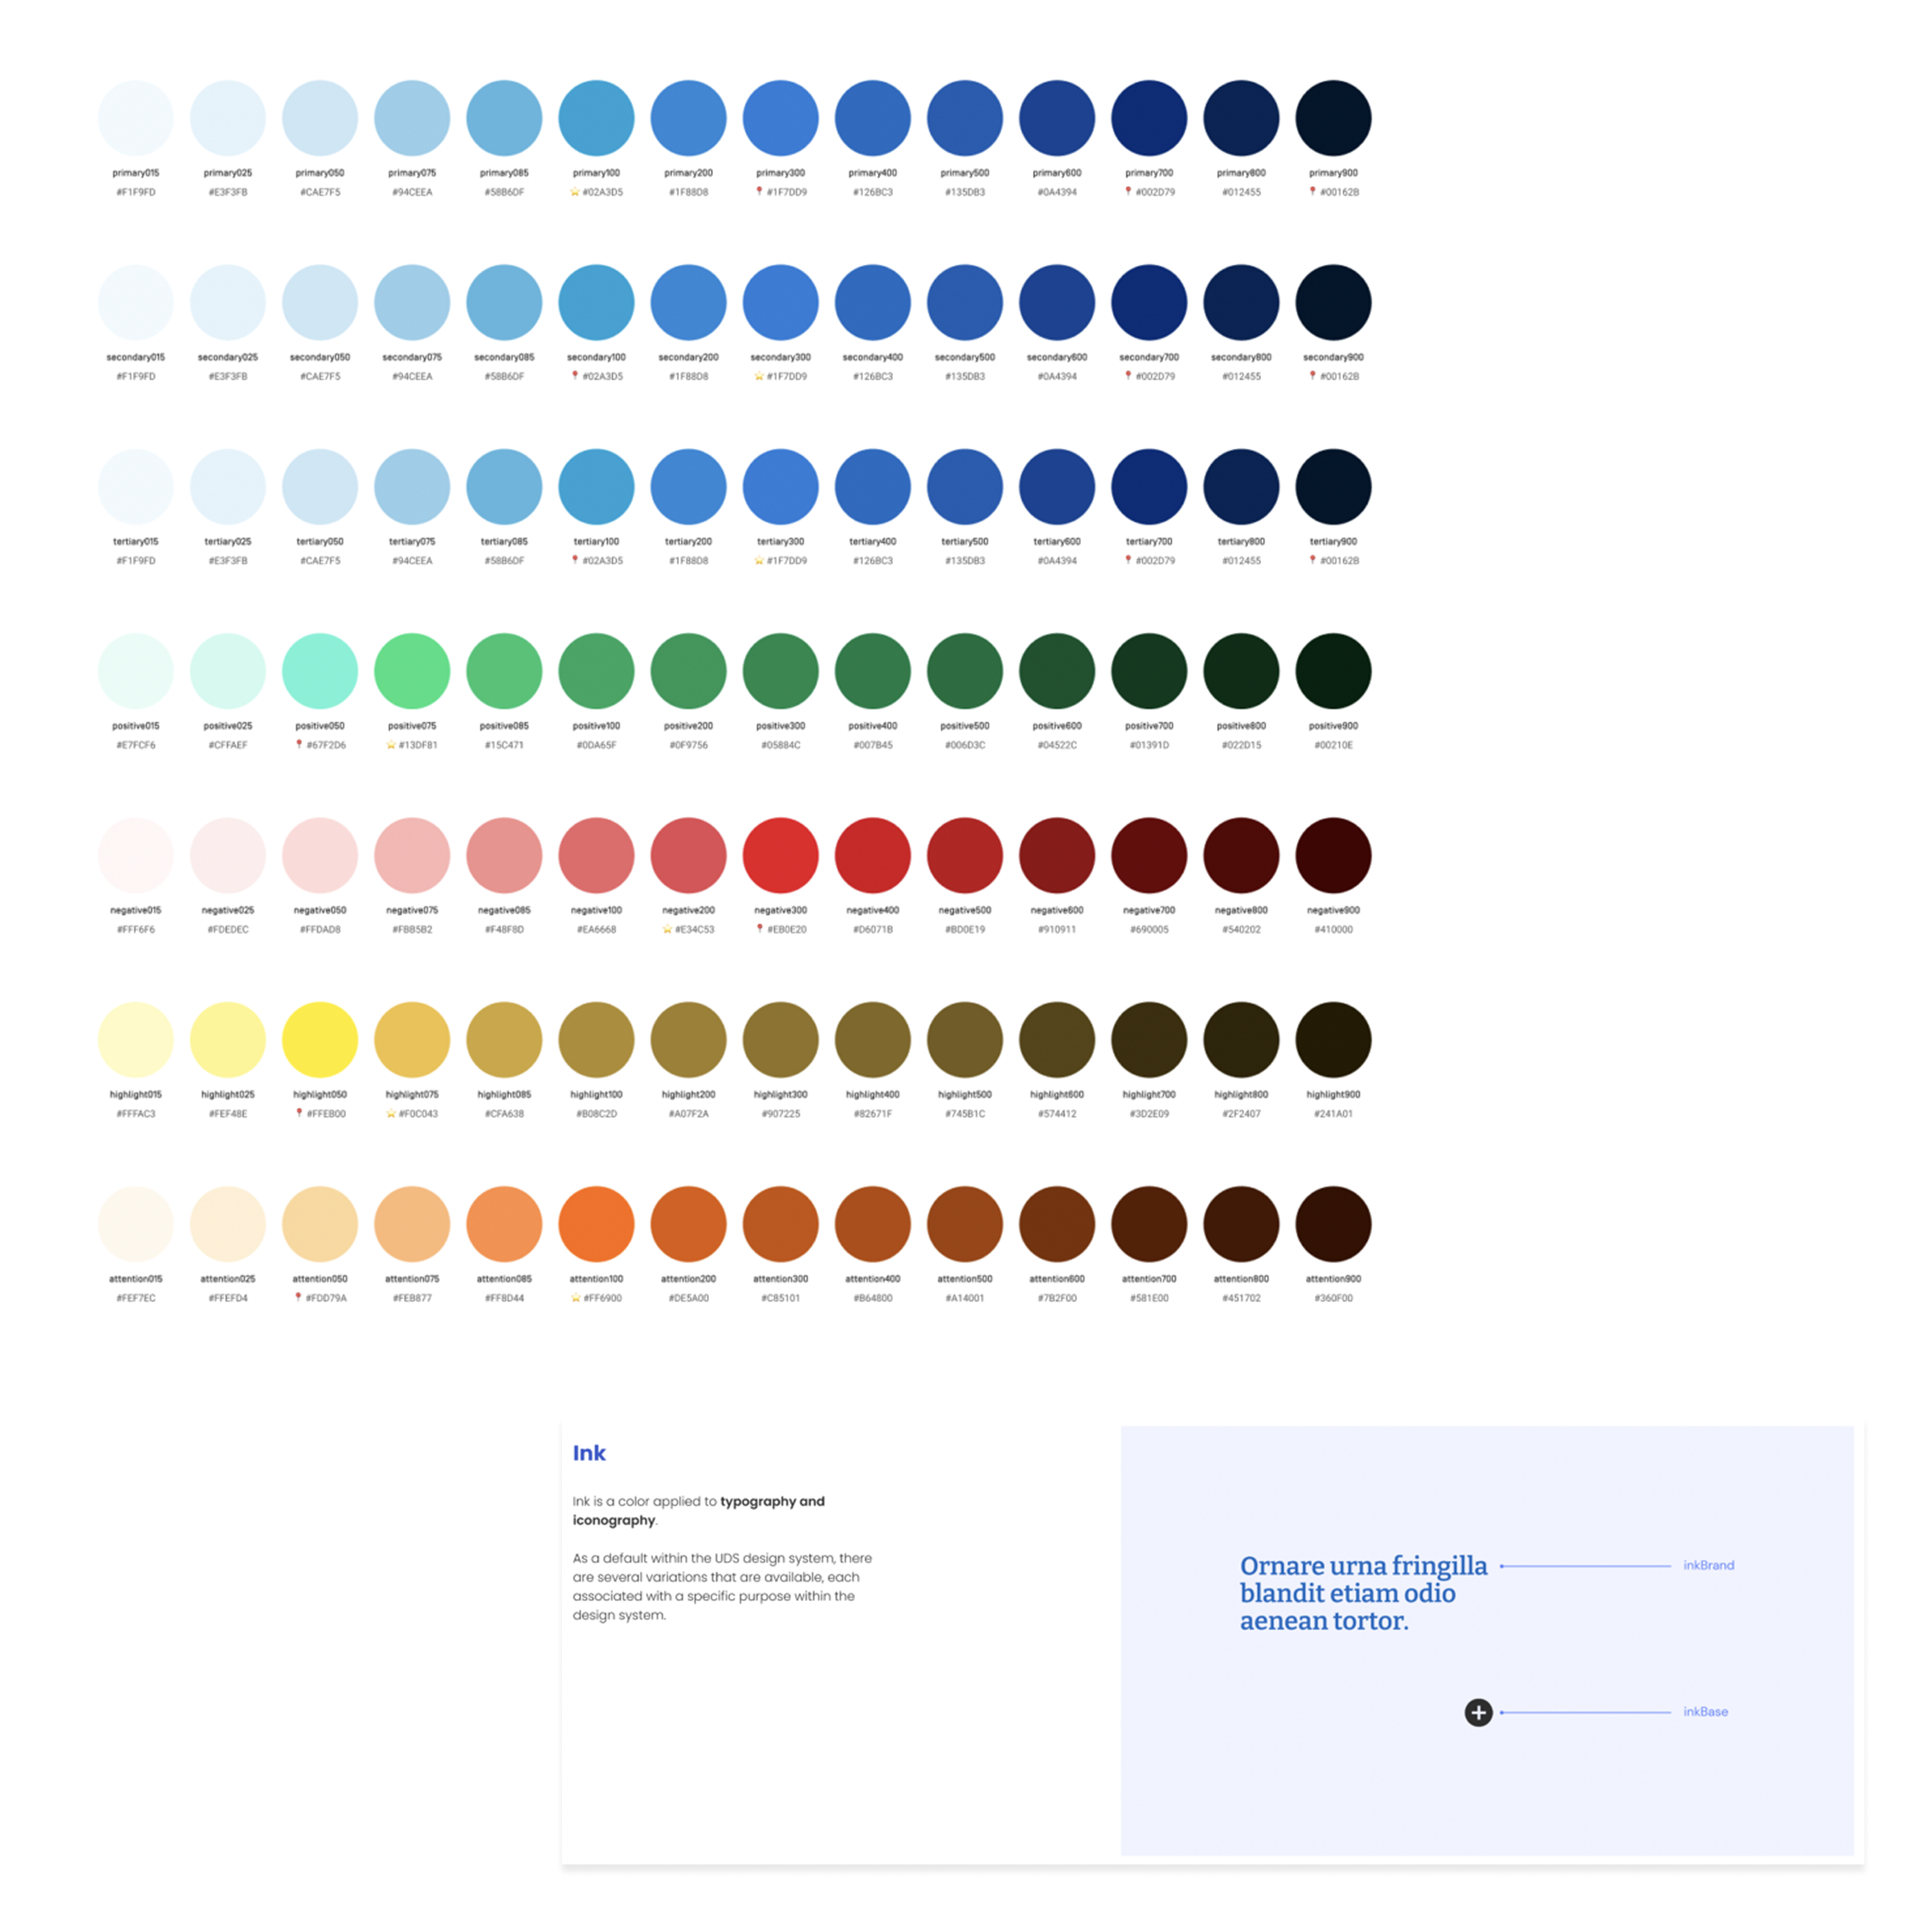 primary015 primary025 primary050 primary075 primary085 primary100 primary200 primary300 primary400 primary500 primary600 primary700 primary800 primary900
#F1F9FD #E3F3FB #CAE7F5 #94CEEA #58B6DF ⭐ #02A3D5 #1F88D8 📍 #1F7DD9 #126BC3 #135DB3 #0A4394 📍 #002D79 #012455 📍 #00162B
secondary015 secondary025 secondary050 secondary075 secondary085 secondary100 secondary200 secondary300 secondary400 secondary500 secondary600 secondary700 secondary800 secondary900
#F1F9FD #E3F3FB #CAE7F5 #94CEEA #58B6DF 📍 #02A3D5 #1F88D8 ⭐ #1F7DD9 #126BC3 #135DB3 #0A4394 📍 #002D79 #012455 📍 #00162B
tertiary015 tertiary025 tertiary050 tertiary075 tertiary085 tertiary100 tertiary200 tertiary300 tertiary400 tertiary500 tertiary600 tertiary700 tertiary800 tertiary900
#F1F9FD #E3F3FB #CAE7F5 #94CEEA #58B6DF 📍 #02A3D5 #1F88D8 ⭐ #1F7DD9 #126BC3 #135DB3 #0A4394 📍 #002D79 #012455 📍 #00162B
positive015 positive025 positive050 positive075 positive085 positive100 positive200 positive300 positive400 positive500 positive600 positive700 positive800 positive900
#E7FCF6 #CFFAEF 📍 #67F2D6 ⭐ #13DF81 #15C471 #0DA65F #0F9756 #05884C #007B45 #006D3C #04522C #01391D #022D15 #00210E
negative015 negative025 negative050 negative075 negative085 negative100 negative200 negative300 negative400 negative500 negative600 negative700 negative800 negative900
#FFF6F6 #FDEDEC #FFDAD8 #FBB5B2 #F48F8D #EA6668 ⭐ #E34C53 📍 #EB0E20 #D6071B #BD0E19 #910911 #690005 #540202 #410000
highlight015 highlight025 highlight050 highlight075 highlight085 highlight100 highlight200 highlight300 highlight400 highlight500 highlight600 highlight700 highlight800 highlight900
#FFFAC3 #FEF48E 📍 #FFEB00 ⭐ #F0C043 #CFA638 #B08C2D #A07F2A #907225 #82671F #745B1C #574412 #3D2E09 #2F2407 #241A01
attention015 attention025 attention050 attention075 attention085 attention100 attention200 attention300 attention400 attention500 attention600 attention700 attention800 attention900
#FEF7EC #FFEFD4 📍 #FDD79A #FEB877 #FF8D44 ⭐ #FF6900 #DE5A00 #C85101 #B64800 #A14001 #7B2F00 #581E00 #451702 #360F00
Ink
Ink is a color applied to typography and
iconography.
As a default within the UDS design system, there
are several variations that are available, each
associated with a specific purpose within the
design system.
Ornare urna fringilla
blandit etiam odio
aenean tortor.
inkBrand
inkBase